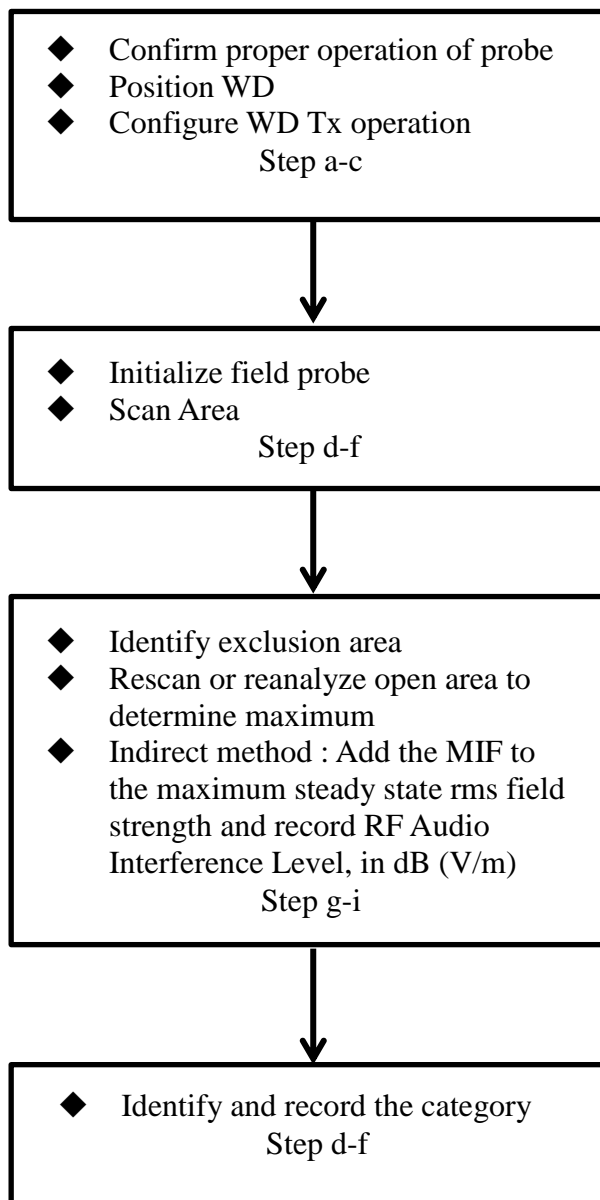 ◆ Confirm proper operation of probe
◆ Position WD
◆ Configure WD Tx operation
Step a-c
◆ Initialize field probe
◆ Scan Area
Step d-f
◆ Identify exclusion area
◆ Rescan or reanalyze open area to
determine maximum
◆ Indirect method : Add the MIF to
the maximum steady state rms field
strength and record RF Audio
Interference Level, in dB (V/m)
Step g-i
◆ Identify and record the category
Step d-f